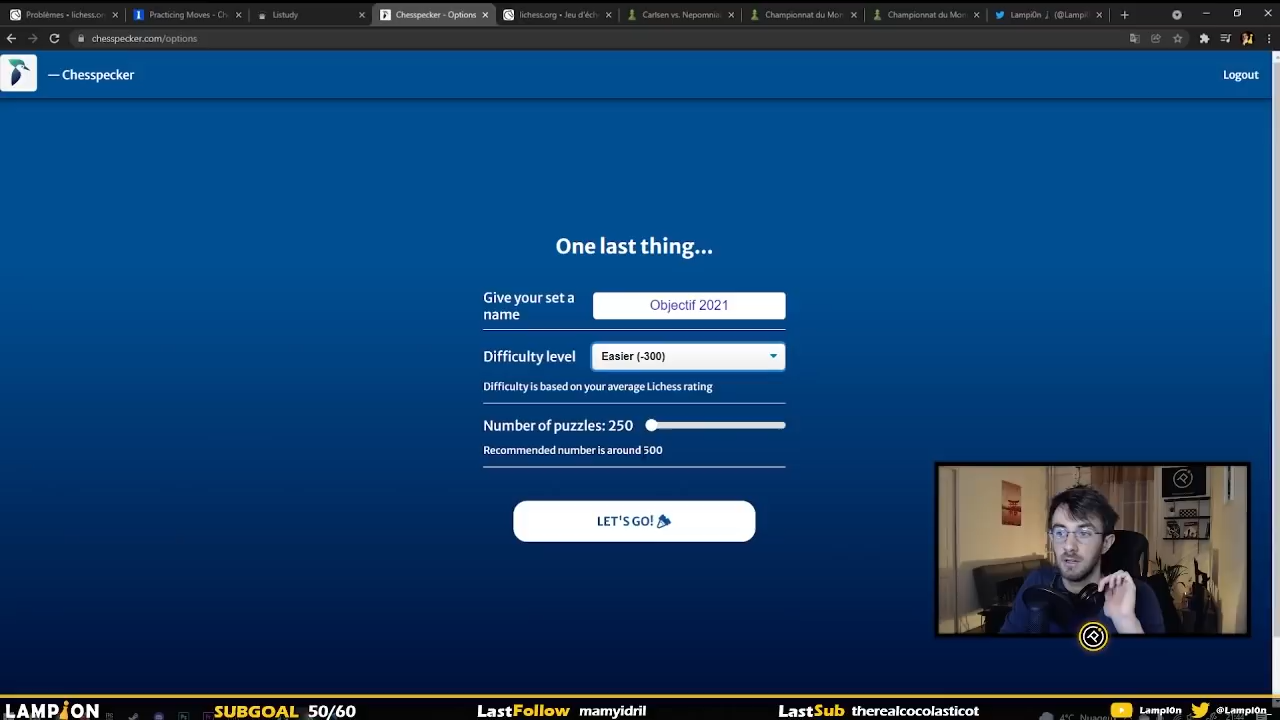 Problèmes - lichess.org
Practicing Moves - Ch
Listudy
Chesspecker - Options
lichess.org - Jeu d'éch
Carlsen vs. Nepomnia
Championnat du Mon
Championnat du Mon
Lampi0n
chesspecker.com/options
— Chesspecker
Logout
One last thing...
Give your set a
name
Objectif 2021
Difficulty level
Easier (-300)
Difficulty is based on your average Lichess rating
Number of puzzles: 250
Recommended number is around 500
LET'S GO!
LAMPION
SUBGOAL 50/60
LastFollow mamyidril
LastSub therealcocolasticot
Lampi0n
@Lampi0n_